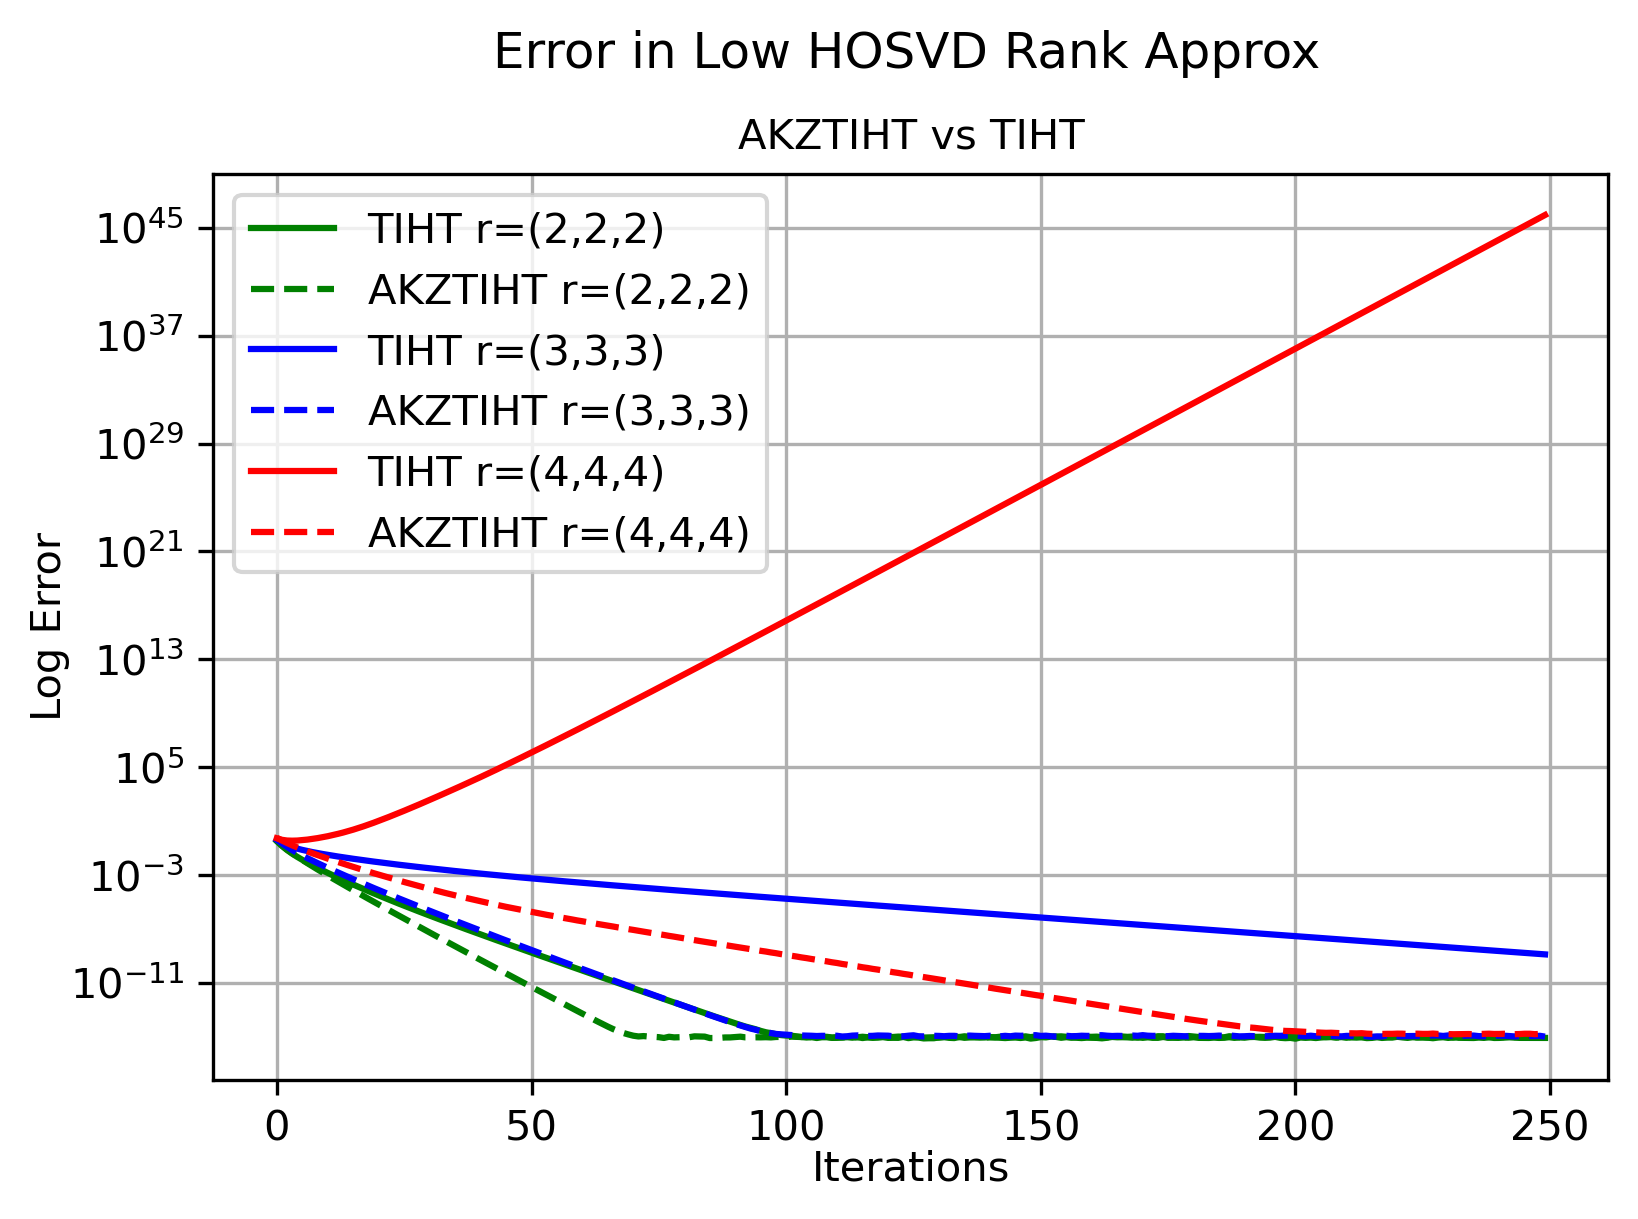 Error in Low HOSVD Rank Approx
AKZTIHT vs TIHT
TIHT r=(2,2,2)
AKZTIHT r=(2,2,2)
TIHT r=(3,3,3)
AKZTIHT r=(3,3,3)
TIHT r=(4,4,4)
AKZTIHT r=(4,4,4)
Log Error
10^45
10^37
10^29
10^21
10^13
10^5
10^−3
10^−11
0 50 100 150 200 250
Iterations